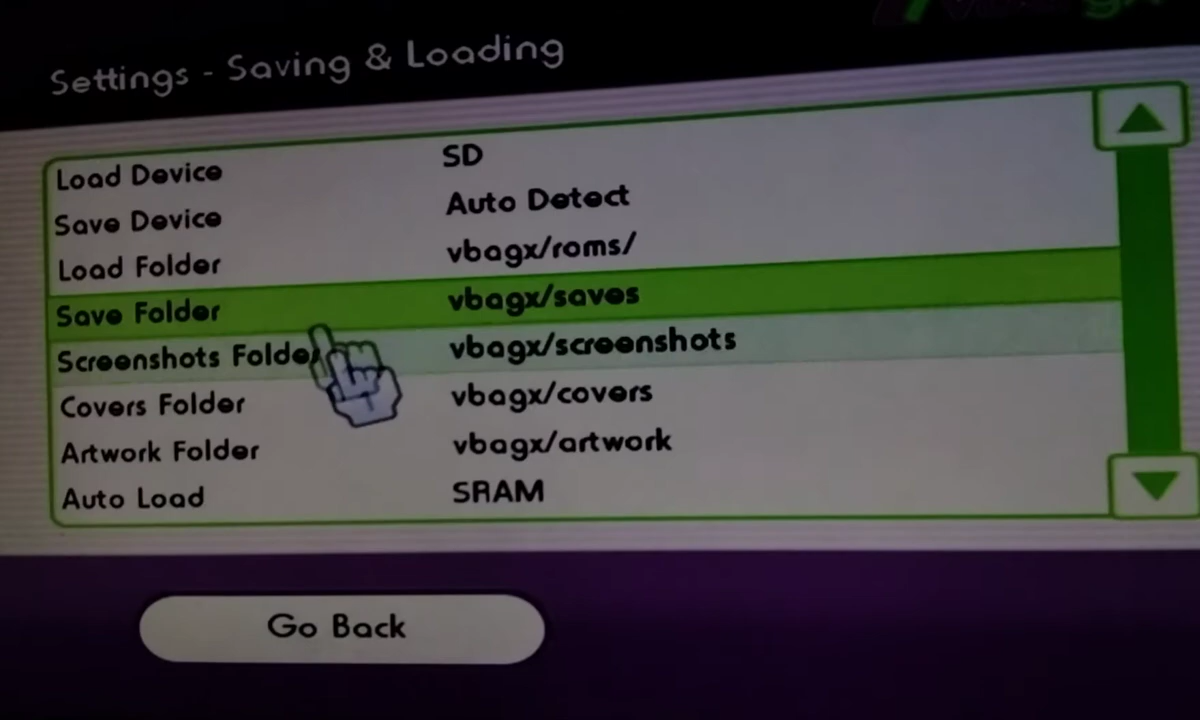 Settings - Saving & Loading
Load Device SD
Save Device Auto Detect
Load Folder vbagx/roms/
Save Folder vbagx/saves
Screenshots Folder vbagx/screenshots
Covers Folder vbagx/covers
Artwork Folder vbagx/artwork
Auto Load SRAM
Go Back